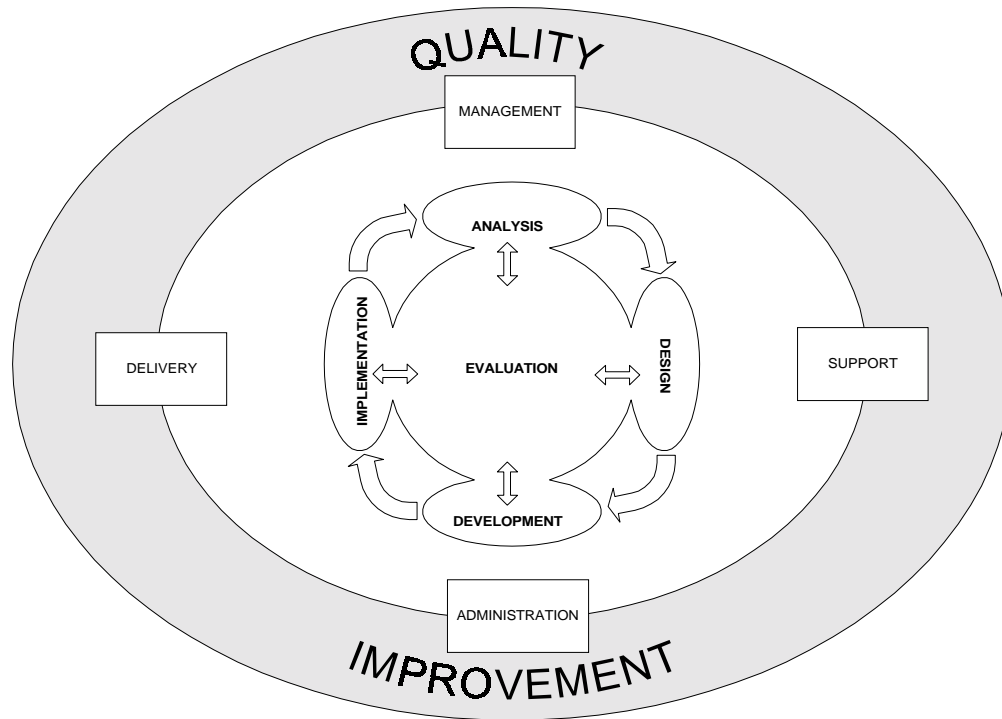 QUALITY
MANAGEMENT
ANALYSIS
IMPLEMENTATION
DESIGN
DELIVERY
EVALUATION
SUPPORT
DEVELOPMENT
ADMINISTRATION
IMPROVEMENT